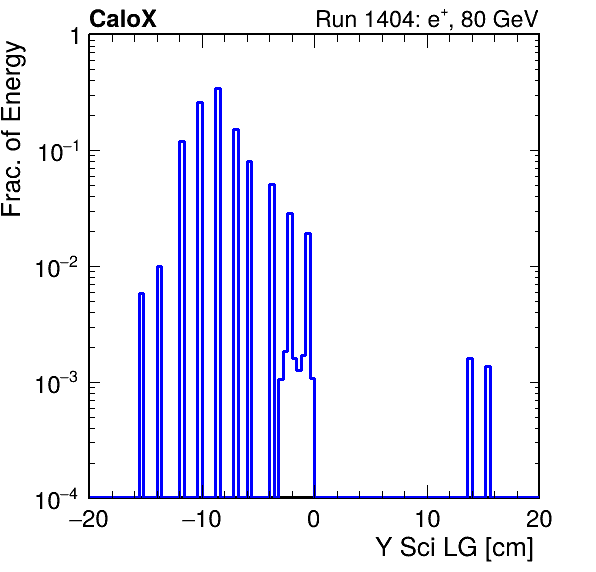 CaloX Run 1404: e⁺, 80 GeV
Frac. of Energy
1
10⁻¹
10⁻²
10⁻³
10⁻⁴
−20 −10 0 10 20
Y Sci LG [cm]